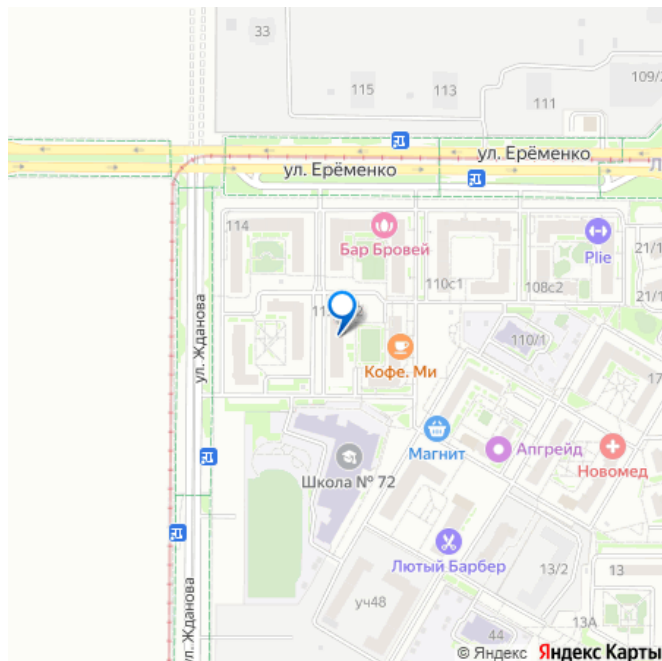 33
115
113
109/2
111
ул. Ерёменко
ул. Ерёменко
114
Бар Бровей
Plie
21/1
110с1
108с2
21/1
ул. Жданова
110/1
Кофе. Ми
17
Магнит
Апгрейд
Новомед
Школа № 72
Лютый Барбер
13/2
13
уч48
13А
44
ул. Жданова
© Яндекс Яндекс Карты